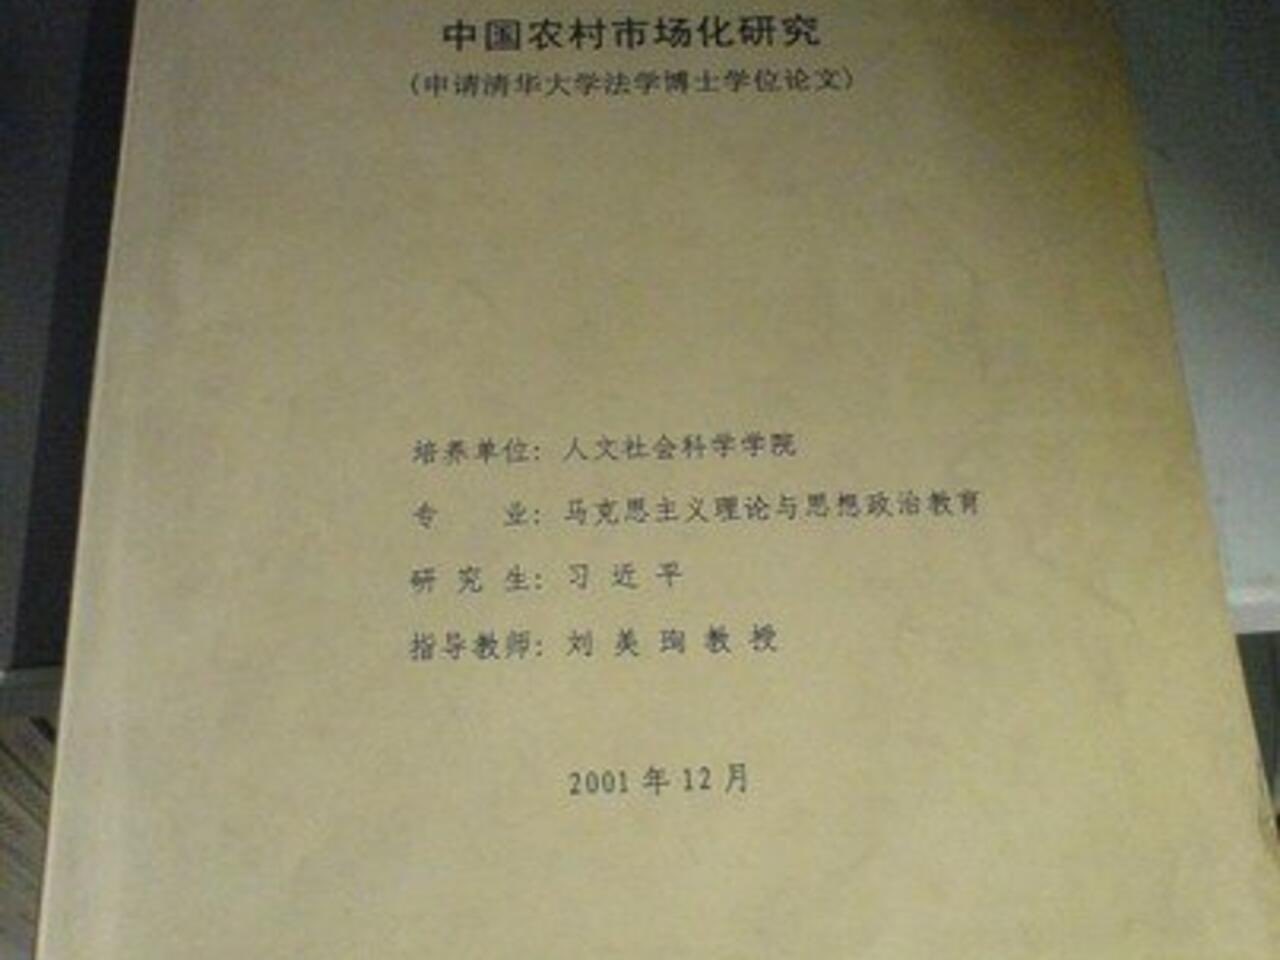 中国农村市场化研究
(申请清华大学法学博士学位论文)
培养单位: 人文社会科学学院
专 业: 马克思主义理论与思想政治教育
研 究 生: 习 近 平
指导教师: 刘 美 珣 教 授
2001 年 12 月